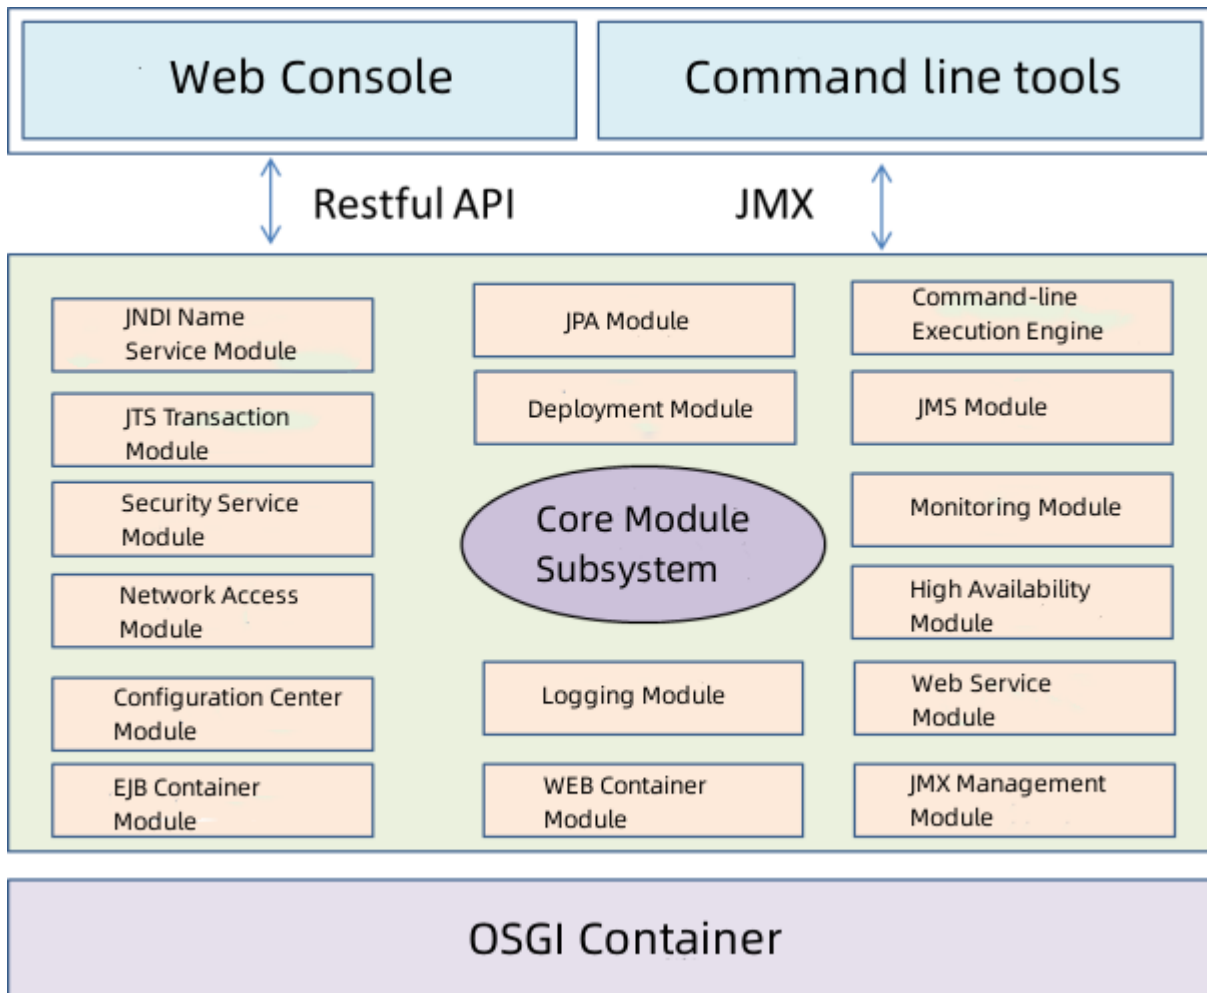 Web Console
Command line tools
Restful API
JMX
JNDI Name
Service Module
JPA Module
Command-line
Execution Engine
JTS Transaction
Module
Deployment Module
JMS Module
Security Service
Module
Core Module
Subsystem
Monitoring Module
Network Access
Module
High Availability
Module
Configuration Center
Module
Logging Module
Web Service
Module
EJB Container
Module
WEB Container
Module
JMX Management
Module
OSGI Container